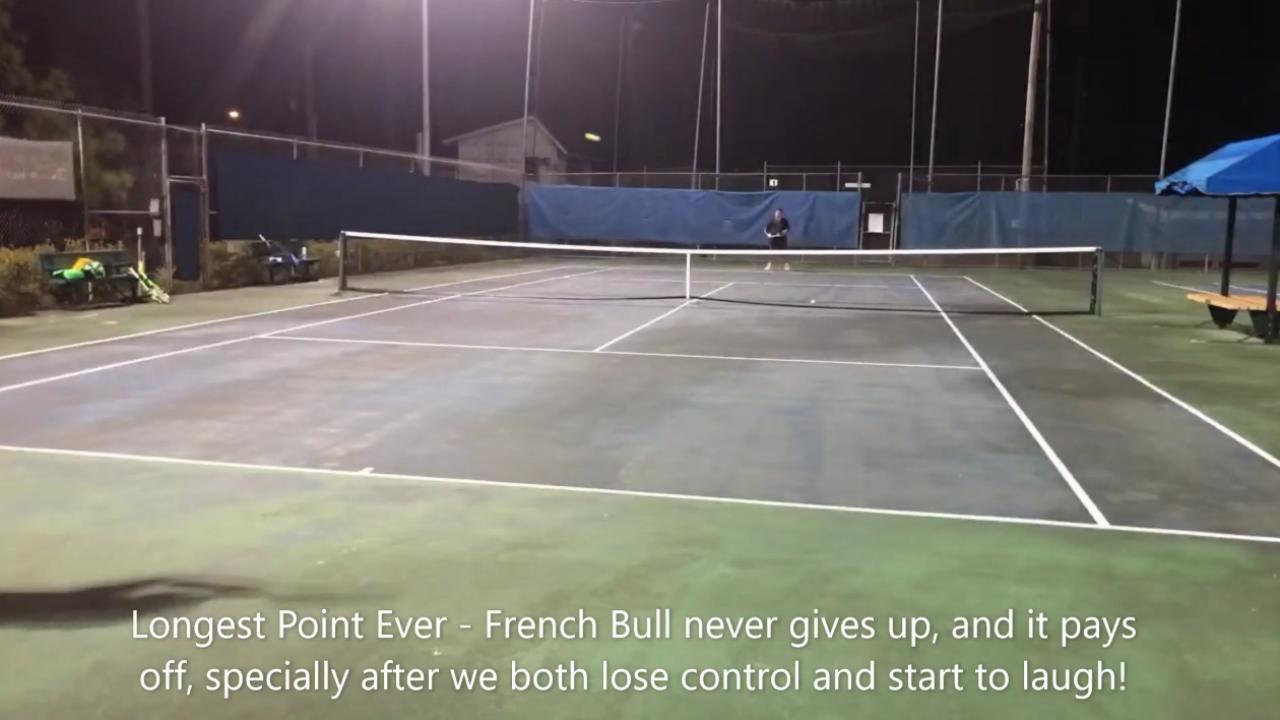 Longest Point Ever - French Bull never gives up, and it pays
off, specially after we both lose control and start to laugh!